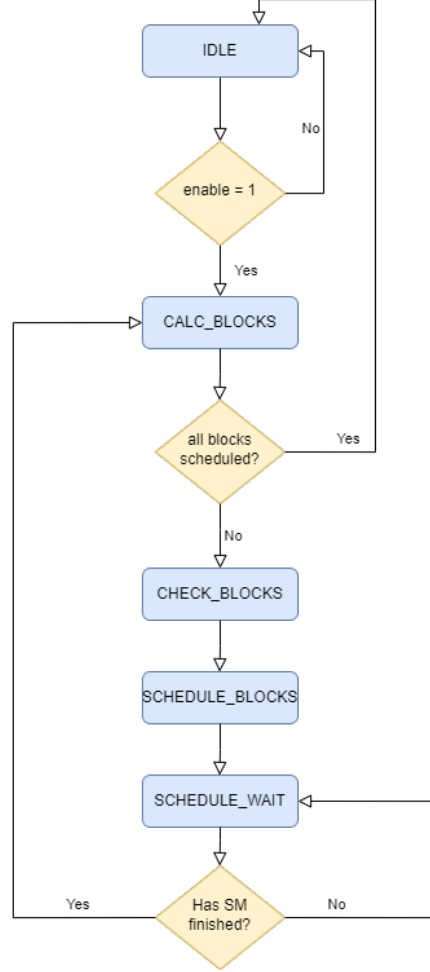 IDLE
No
enable = 1
Yes
CALC_BLOCKS
all blocks
scheduled?
Yes
No
CHECK_BLOCKS
SCHEDULE_BLOCKS
SCHEDULE_WAIT
Has SM
finished?
Yes
No